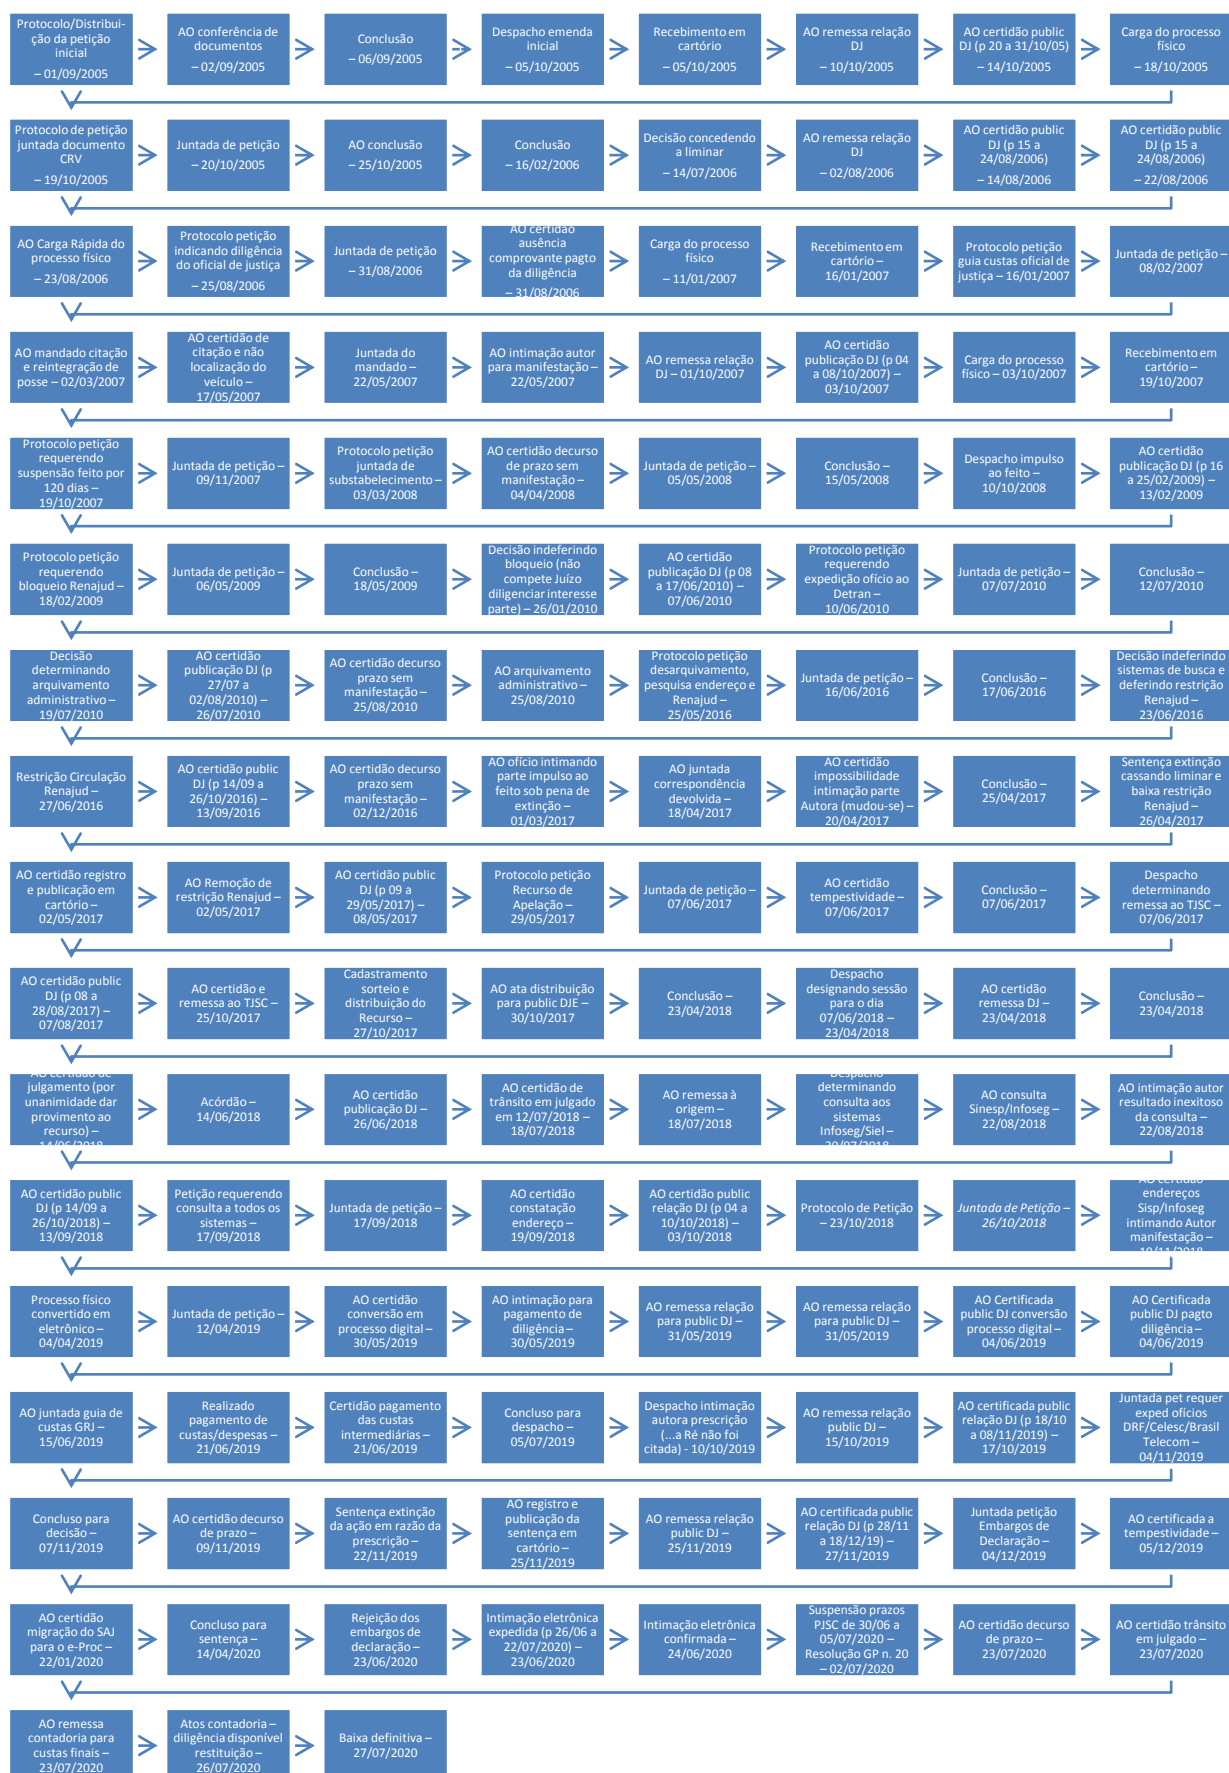 Protocolo/Distribui-
ção da petição
inicial
– 01/09/2005
AO conferência de
documentos
– 02/09/2005
Conclusão
– 06/09/2005
Despacho emenda
inicial
– 05/10/2005
Recebimento em
cartório
– 05/10/2005
AO remessa relação
DJ
– 10/10/2005
AO certidão public
DJ (p 20 a 31/10/05)
– 14/10/2005
Carga do processo
físico
– 18/10/2005
Protocolo de petição
juntada documento
CRV
– 19/10/2005
Juntada de petição
– 20/10/2005
AO conclusão
– 25/10/2005
Conclusão
– 16/02/2006
Decisão concedendo
a liminar
– 14/07/2006
AO remessa relação
DJ
– 02/08/2006
AO certidão public
DJ (p 15 a
24/08/2006)
– 14/08/2006
AO certidão public
DJ (p 15 a
24/08/2006)
– 22/08/2006
AO Carga Rápida do
processo físico
– 23/08/2006
Protocolo petição
indicando diligência
do oficial de justiça
– 25/08/2006
Juntada de petição
– 31/08/2006
AO certidão
ausência
comprovante pagto
da diligência
– 31/08/2006
Carga do processo
físico
– 11/01/2007
Recebimento em
cartório –
16/01/2007
Protocolo petição
guia custas oficial de
justiça – 16/01/2007
Juntada de petição –
08/02/2007
AO mandado citação
e reintegração de
posse – 02/03/2007
AO certidão de
citação e não
localização do
veículo –
17/05/2007
Juntada do
mandado –
22/05/2007
AO intimação autor
para manifestação –
22/05/2007
AO remessa relação
DJ – 01/10/2007
AO certidão
publicação DJ (p 04
a 08/10/2007) –
03/10/2007
Carga do processo
físico – 03/10/2007
Recebimento em
cartório –
19/10/2007
Protocolo petição
requerendo
suspensão feito por
120 dias –
19/10/2007
Juntada de petição –
09/11/2007
Protocolo petição
juntada de
substabelecimento –
03/03/2008
AO certidão decurso
de prazo sem
manifestação –
04/04/2008
Juntada de petição –
05/05/2008
Conclusão –
15/05/2008
Despacho impulso
ao feito –
10/10/2008
AO certidão
publicação DJ (p 16
a 25/02/2009) –
13/02/2009
Protocolo petição
requerendo
bloqueio Renajud –
18/02/2009
Juntada de petição –
06/05/2009
Conclusão –
18/05/2009
Decisão indeferindo
bloqueio (não
compete Juízo
diligenciar interesse
parte) – 26/01/2010
AO certidão
publicação DJ (p 08
a 17/06/2010) –
07/06/2010
Protocolo petição
requerendo
expedição ofício ao
Detran –
10/06/2010
Juntada de petição –
07/07/2010
Conclusão –
12/07/2010
Decisão
determinando
arquivamento
administrativo –
19/07/2010
AO certidão
publicação DJ (p
27/07 a
02/08/2010) –
26/07/2010
AO certidão decurso
prazo sem
manifestação –
25/08/2010
AO arquivamento
administrativo –
25/08/2010
Protocolo petição
desarquivamento,
pesquisa endereço e
Renajud –
25/05/2016
Juntada de petição –
16/06/2016
Conclusão –
17/06/2016
Decisão indeferindo
sistemas de busca e
deferindo restrição
Renajud –
23/06/2016
Restrição Circulação
Renajud –
27/06/2016
AO certidão public
DJ (p 14/09 a
26/10/2016) –
13/09/2016
AO certidão decurso
prazo sem
manifestação –
02/12/2016
AO ofício intimando
parte impulso ao
feito sob pena de
extinção –
01/03/2017
AO juntada
correspondência
devolvida –
18/04/2017
AO certidão
impossibilidade
intimação parte
Autora (mudou-se) –
20/04/2017
Conclusão –
25/04/2017
Sentença extinção
cassando liminar e
baixa restrição
Renajud –
26/04/2017
AO certidão registro
e publicação em
cartório –
02/05/2017
AO Remoção de
restrição Renajud –
02/05/2017
AO certidão public
DJ (p 09 a
29/05/2017) –
08/05/2017
Protocolo petição
Recurso de
Apelação –
29/05/2017
Juntada de petição –
07/06/2017
AO certidão
tempestividade –
07/06/2017
Conclusão –
07/06/2017
Despacho
determinando
remessa ao TJSC –
07/06/2017
AO certidão public
DJ (p 08 a
28/08/2017) –
07/08/2017
AO certidão e
remessa ao TJSC –
25/10/2017
Cadastramento
sorteio e
distribuição do
Recurso –
27/10/2017
AO ata distribuição
para public DJE –
30/10/2017
Conclusão –
23/04/2018
Despacho
designando sessão
para o dia
07/06/2018 –
23/04/2018
AO certidão
remessa DJ –
23/04/2018
Conclusão –
23/04/2018
AO certidão de
julgamento (por
unanimidade dar
provimento ao
recurso) –
14/06/2018
Acórdão –
14/06/2018
AO certidão
publicação DJ –
26/06/2018
AO certidão de
trânsito em julgado
em 12/07/2018 –
18/07/2018
AO remessa à
origem –
18/07/2018
Despacho
determinando
consulta aos
sistemas
Infoseg/Siel –
30/07/2018
AO consulta
Sinesp/Infoseg –
22/08/2018
AO intimação autor
resultado inexitoso
da consulta –
22/08/2018
AO certidão public
DJ (p 14/09 a
26/10/2018) –
13/09/2018
Petição requerendo
consulta a todos os
sistemas –
17/09/2018
Juntada de petição –
17/09/2018
AO certidão
constatação
endereço –
19/09/2018
AO certidão public
relação DJ (p 04 a
10/10/2018) –
03/10/2018
Protocolo de Petição
– 23/10/2018
Juntada de Petição –
26/10/2018
AO certidão
endereços
Sisp/Infoseg
intimando Autor
manifestação –
Processo físico
convertido em
eletrônico –
04/04/2019
Juntada de petição –
12/04/2019
AO certidão
conversão em
processo digital –
30/05/2019
AO intimação para
pagamento de
diligência –
30/05/2019
AO remessa relação
para public DJ –
31/05/2019
AO remessa relação
para public DJ –
31/05/2019
AO Certificada
public DJ conversão
processo digital –
04/06/2019
AO Certificada
public DJ pagto
diligência –
04/06/2019
AO juntada guia de
custas GRJ –
15/06/2019
Realizado
pagamento de
custas/despesas –
21/06/2019
Certidão pagamento
das custas
intermediárias –
21/06/2019
Concluso para
despacho –
05/07/2019
Despacho intimação
autora prescrição
(...a Ré não foi
citada) - 10/10/2019
AO remessa relação
public DJ –
15/10/2019
AO certificada public
relação DJ (p 18/10
a 08/11/2019) –
17/10/2019
Juntada pet requer
exped ofícios
DRF/Celesc/Brasil
Telecom –
04/11/2019
Concluso para
decisão –
07/11/2019
AO certidão decurso
de prazo –
09/11/2019
Sentença extinção
da ação em razão da
prescrição –
22/11/2019
AO registro e
publicação da
sentença em
cartório –
25/11/2019
AO remessa relação
public DJ –
25/11/2019
AO certificada public
relação DJ (p 28/11
a 18/12/19) –
27/11/2019
Juntada petição
Embargos de
Declaração –
04/12/2019
AO certificada a
tempestividade –
05/12/2019
AO certidão
migração do SAJ
para o e-Proc –
22/01/2020
Concluso para
sentença –
14/04/2020
Rejeição dos
embargos de
declaração –
23/06/2020
Intimação eletrônica
expedida (p 26/06 a
22/07/2020) –
23/06/2020
Intimação eletrônica
confirmada –
24/06/2020
Suspensão prazos
PJSC de 30/06 a
05/07/2020 –
Resolução GP n. 20
– 02/07/2020
AO certidão decurso
de prazo –
23/07/2020
AO certidão trânsito
em julgado –
23/07/2020
AO remessa
contadoria para
custas finais –
23/07/2020
Atos contadoria –
diligência disponível
restituição –
26/07/2020
Baixa definitiva –
27/07/2020